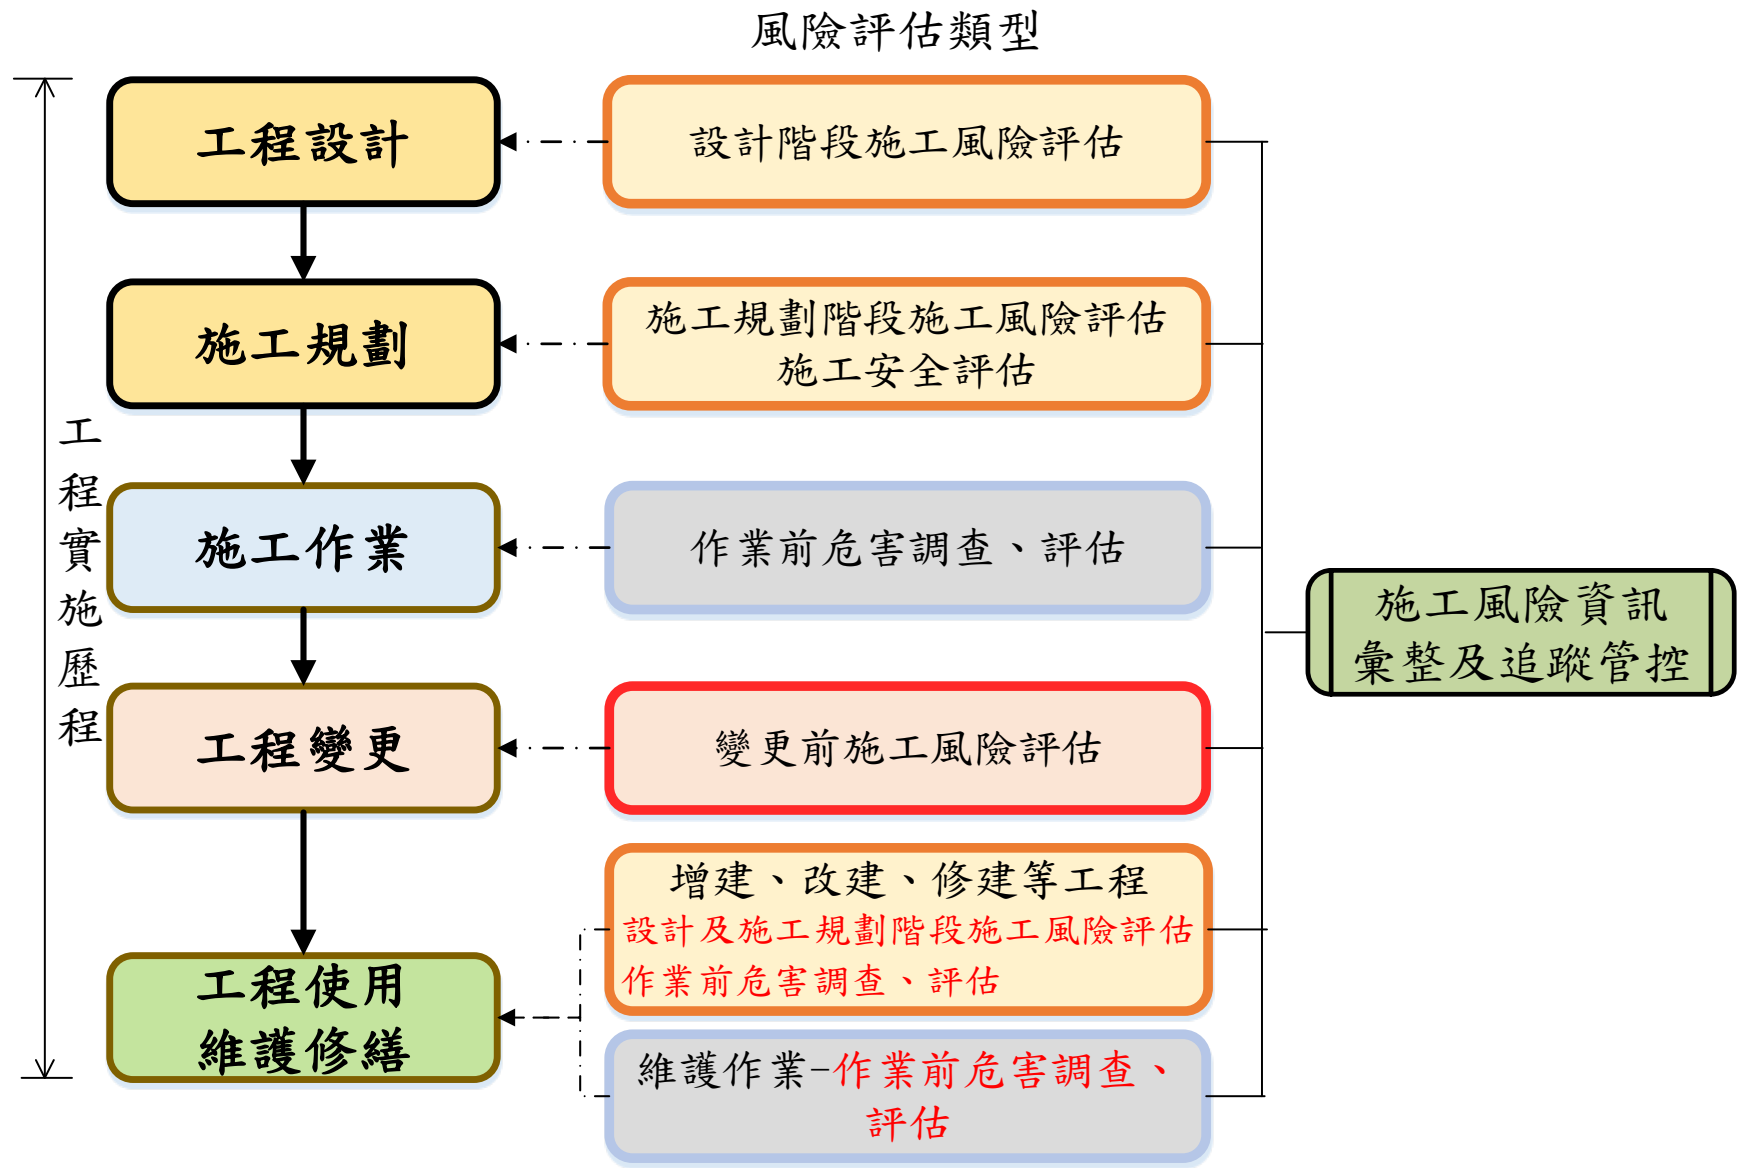 風險評估類型
工程實施歷程
工程設計
設計階段施工風險評估
施工規劃
施工規劃階段施工風險評估
施工安全評估
施工作業
作業前危害調查、評估
工程變更
變更前施工風險評估
工程使用
維護修繕
增建、改建、修建等工程
設計及施工規劃階段施工風險評估
作業前危害調查、評估
維護作業-作業前危害調查、
評估
施工風險資訊
彙整及追蹤管控